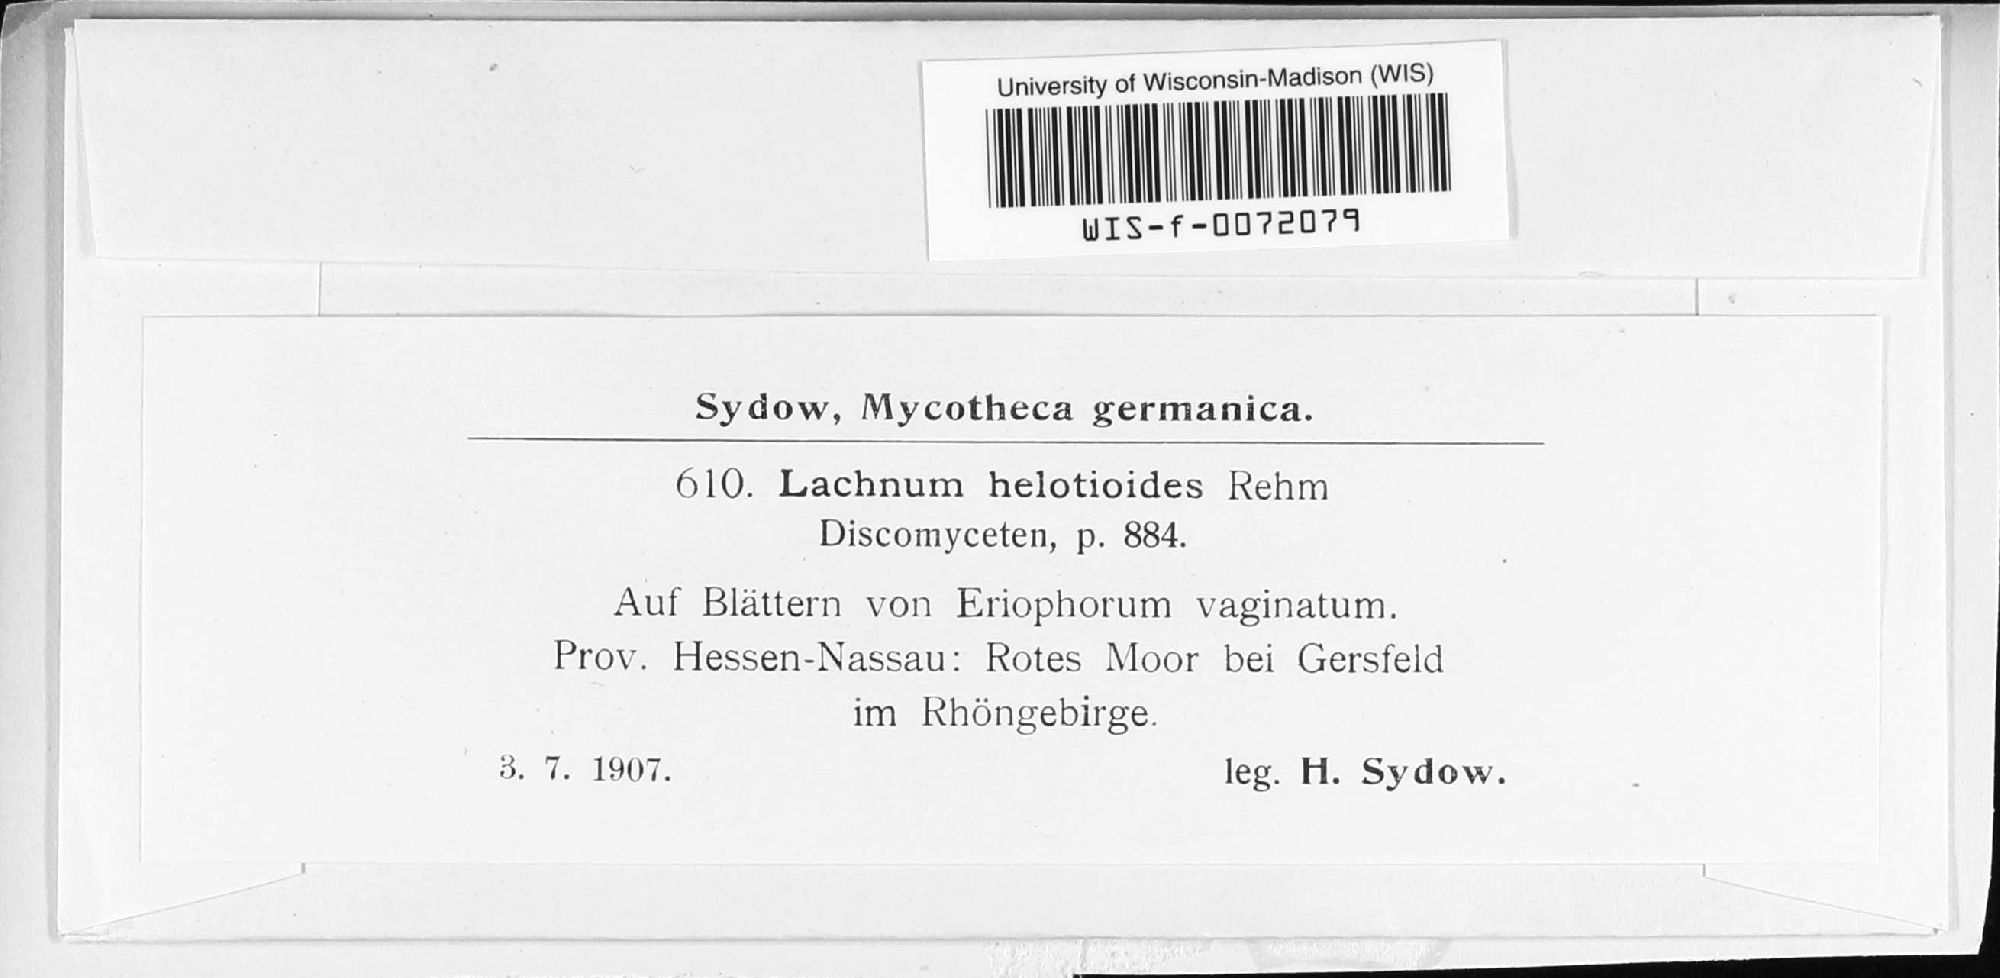 University of Wisconsin-Madison (WIS)
WIS-f-0072079
Sydow, Mycotheca germanica.
610. Lachnum helotioides Rehm
Discomyceten, p. 884.
Auf Blättern von Eriophorum vaginatum.
Prov. Hessen-Nassau: Rotes Moor bei Gersfeld
im Rhöngebirge.
3. 7. 1907.
leg. H. Sydow.